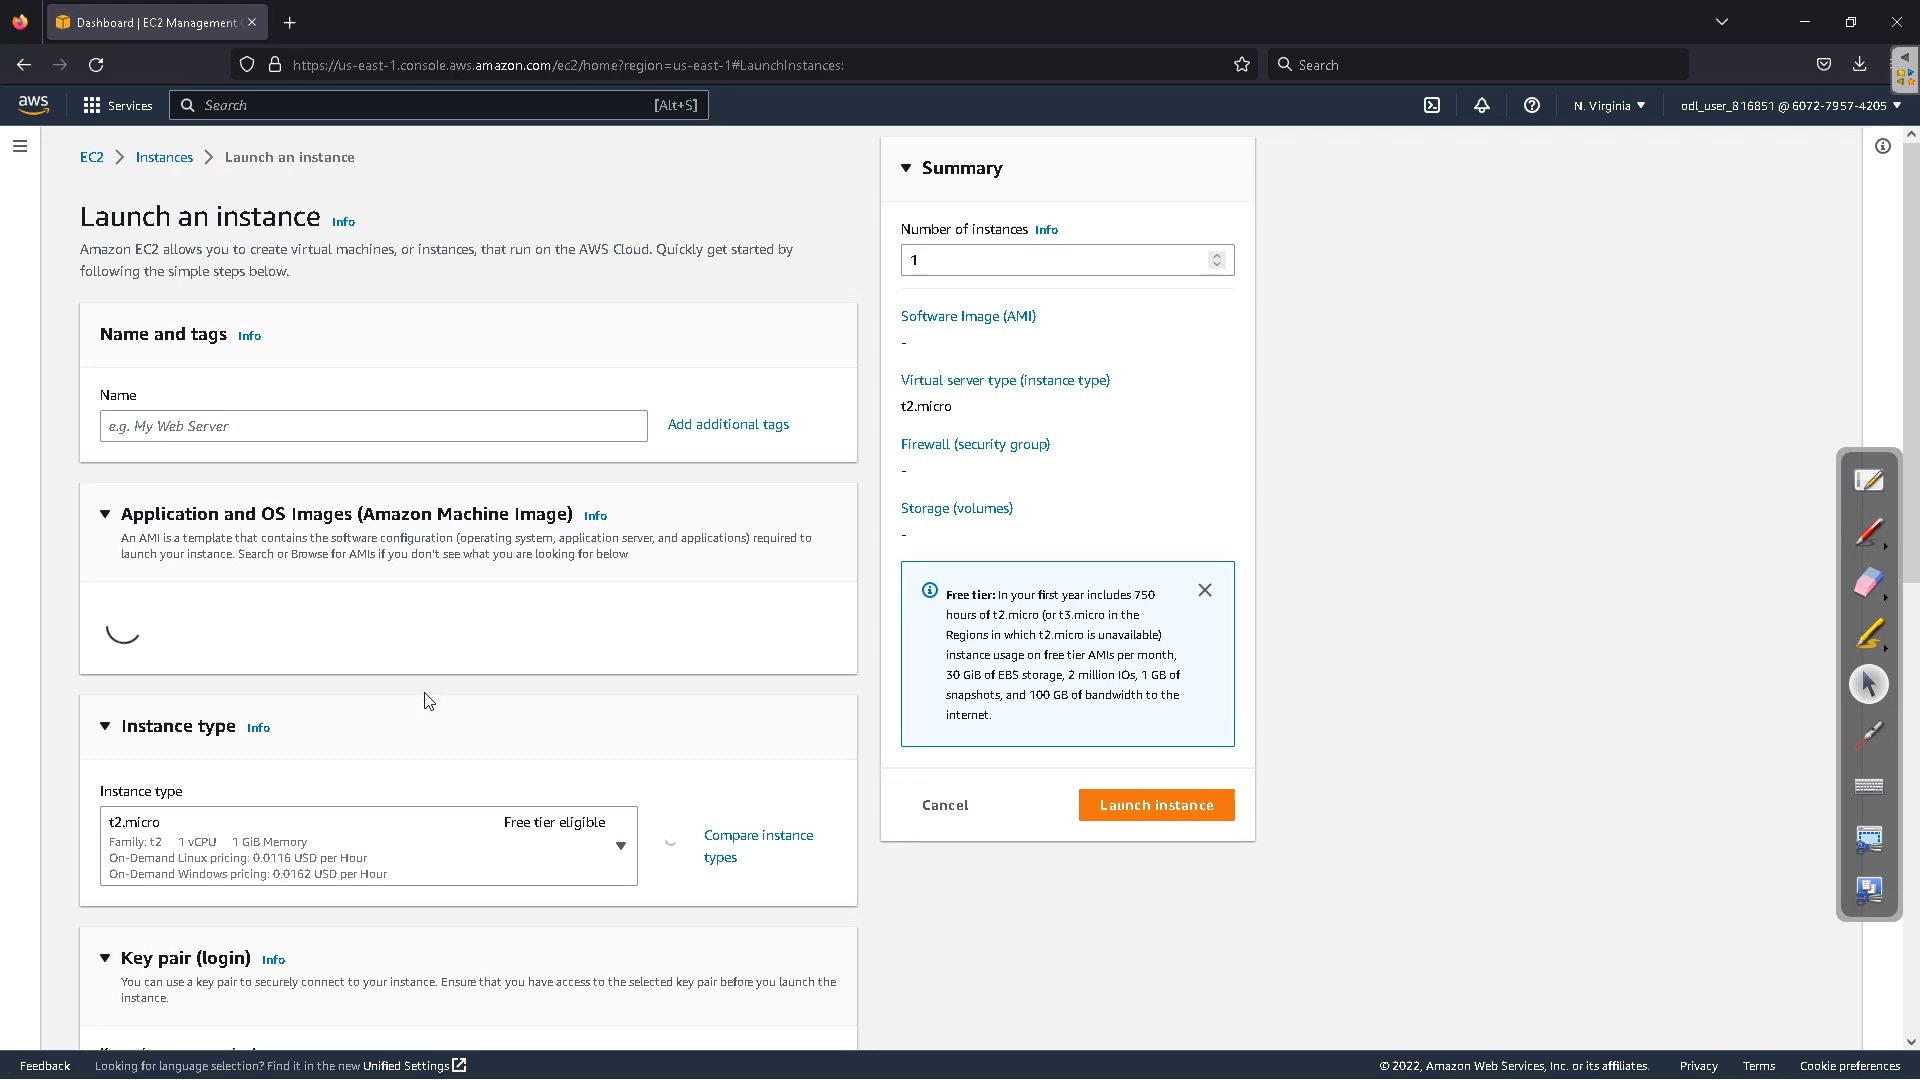 Dashboard | EC2 Management
https://us-east-1.console.aws.amazon.com/ec2/home?region=us-east-1#LaunchInstances:
Search
aws
Services
Search
[Alt+S]
N. Virginia
odl_user_816851 @ 6072-7957-4205
EC2
Instances
Launch an instance
Launch an instance Info
Amazon EC2 allows you to create virtual machines, or instances, that run on the AWS Cloud. Quickly get started by
following the simple steps below.
Name and tags Info
Name
e.g. My Web Server
Add additional tags
Application and OS Images (Amazon Machine Image) Info
An AMI is a template that contains the software configuration (operating system, application server, and applications) required to
launch your instance. Search or Browse for AMIs if you don't see what you are looking for below
Instance type Info
Instance type
t2.micro
Free tier eligible
Family: t2 1 vCPU 1 GiB Memory
On-Demand Linux pricing: 0.0116 USD per Hour
On-Demand Windows pricing: 0.0162 USD per Hour
Compare instance
types
Key pair (login) Info
You can use a key pair to securely connect to your instance. Ensure that you have access to the selected key pair before you launch the
instance.
Summary
Number of instances Info
1
Software Image (AMI)
-
Virtual server type (instance type)
t2.micro
Firewall (security group)
-
Storage (volumes)
-
Free tier: In your first year includes 750
hours of t2.micro (or t3.micro in the
Regions in which t2.micro is unavailable)
instance usage on free tier AMIs per month,
30 GiB of EBS storage, 2 million IOs, 1 GB of
snapshots, and 100 GB of bandwidth to the
internet.
Cancel
Launch instance
Feedback
Looking for language selection? Find it in the new Unified Settings
© 2022, Amazon Web Services, Inc. or its affiliates.
Privacy
Terms
Cookie preferences